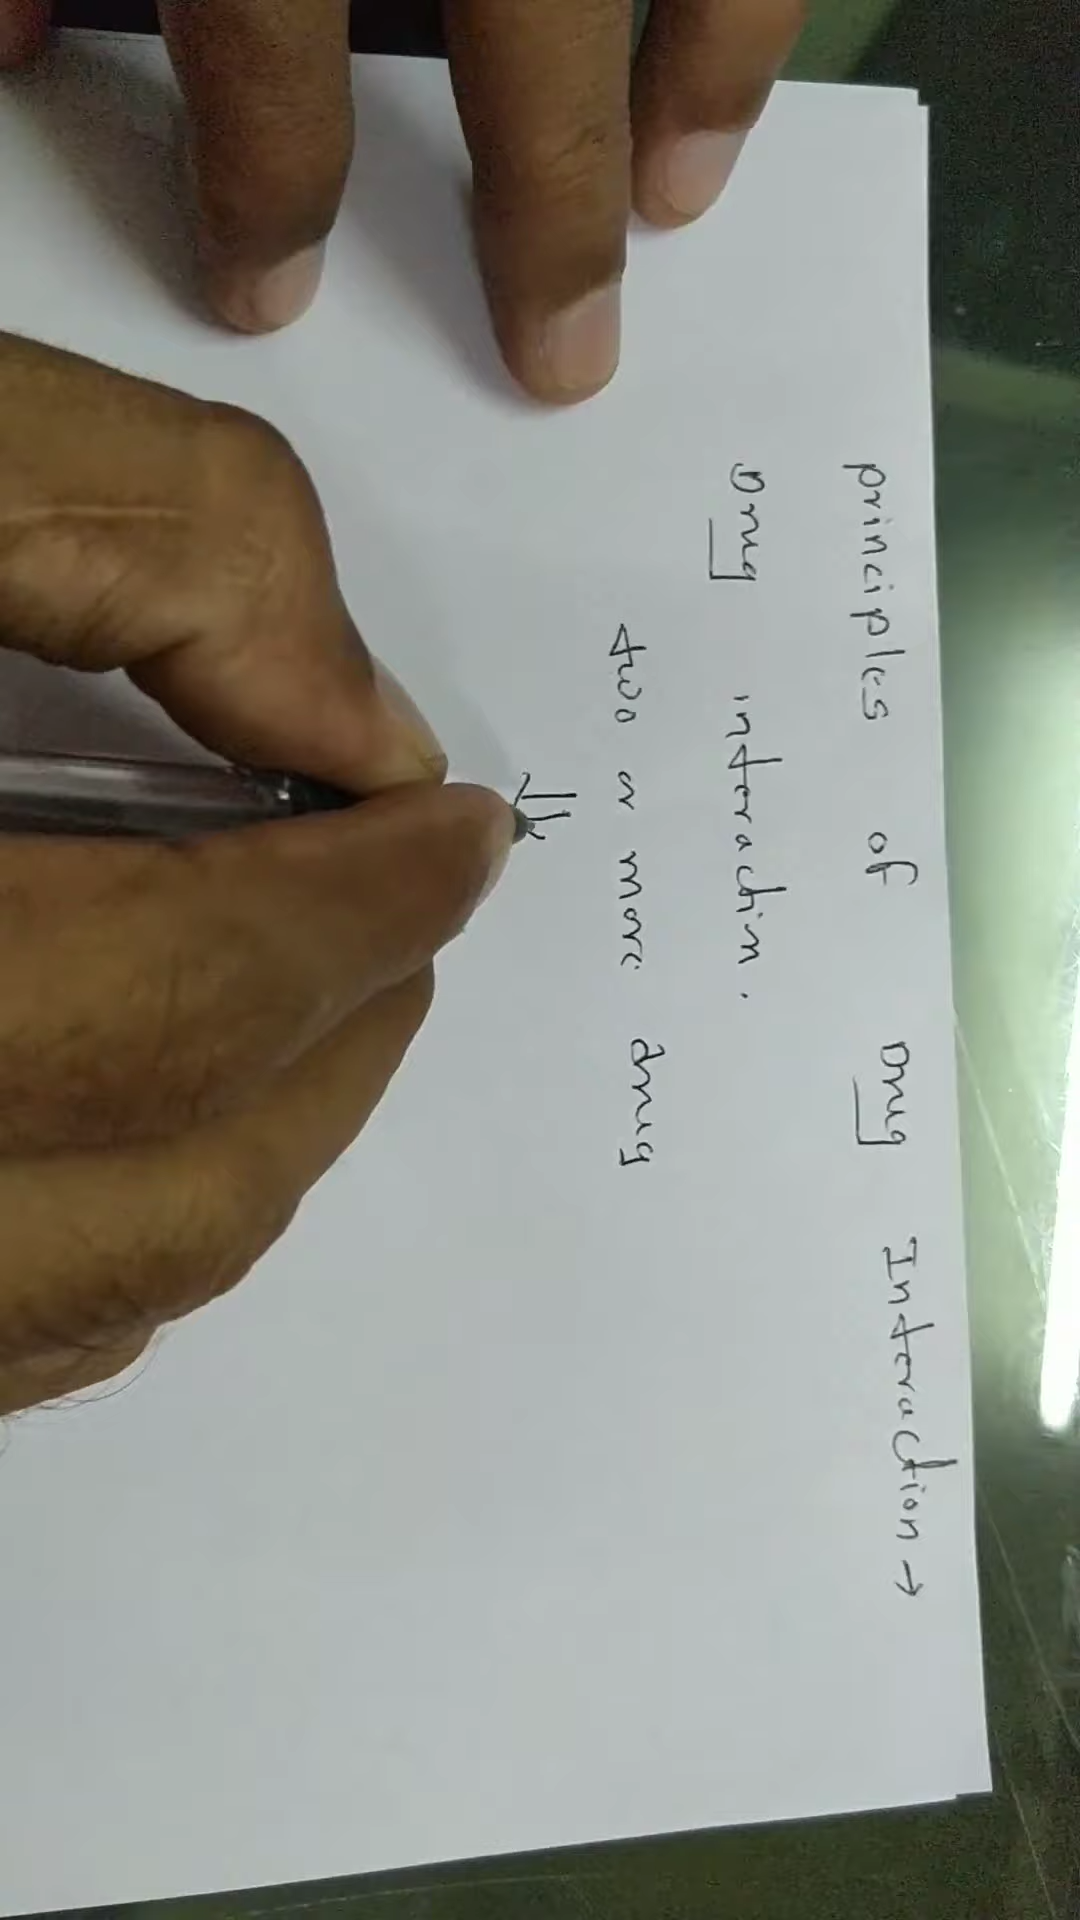 principles of Drug Interaction →
Drug interaction.
two or more drug